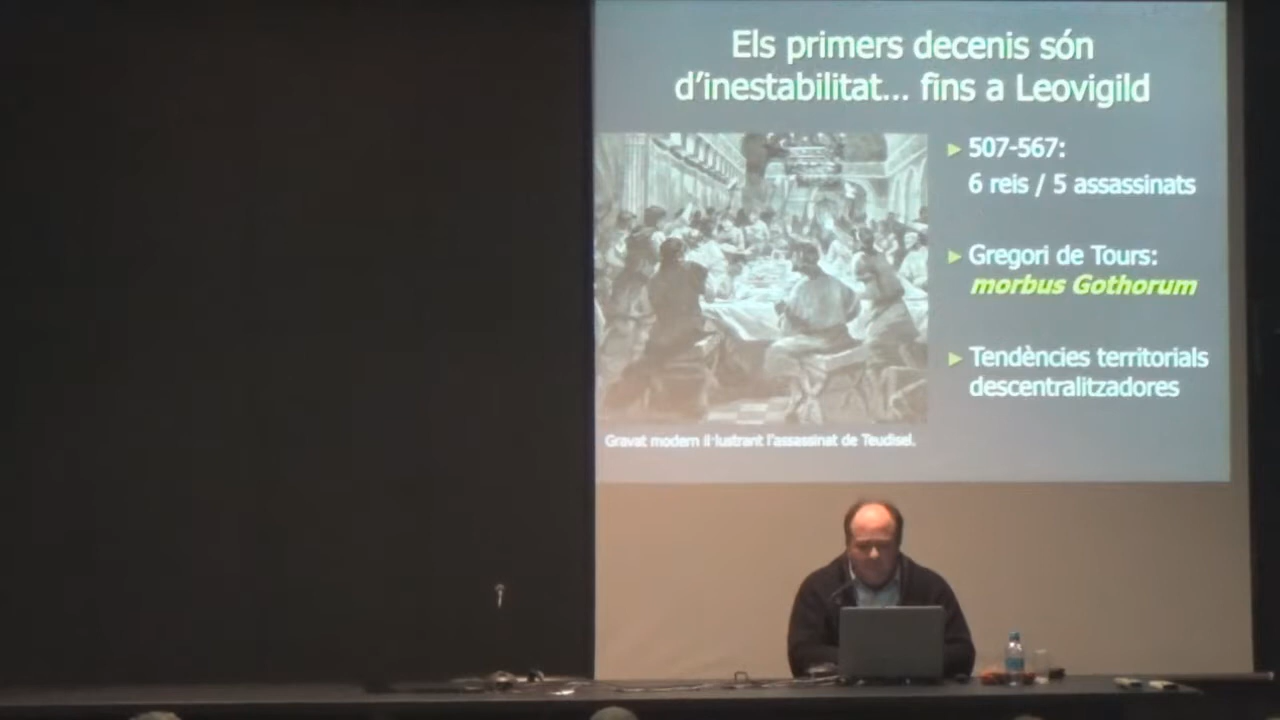 Els primers decenis són
d'inestabilitat... fins a Leovigild
► 507-567:
6 reis / 5 assassinats
► Gregori de Tours:
morbus Gothorum
► Tendències territorials
descentralitzadores
Gravat modern il·lustrant l'assassinat de Teudisel.